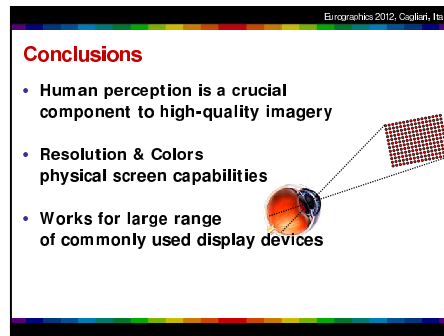 Eurographics 2012, Cagliari, Ita
Conclusions
• Human perception is a crucial
component to high-quality imagery
• Resolution & Colors
physical screen capabilities
• Works for large range
of commonly used display devices